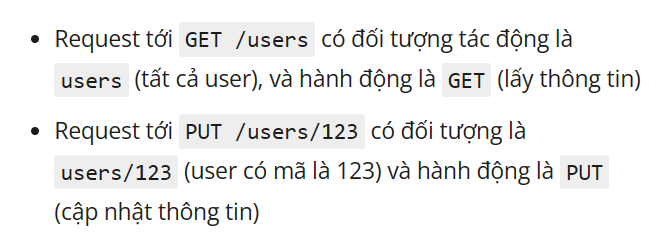 • Request tới GET /users có đối tượng tác động là
users (tất cả user), và hành động là GET (lấy thông tin)
• Request tới PUT /users/123 có đối tượng là
users/123 (user có mã là 123) và hành động là PUT
(cập nhật thông tin)